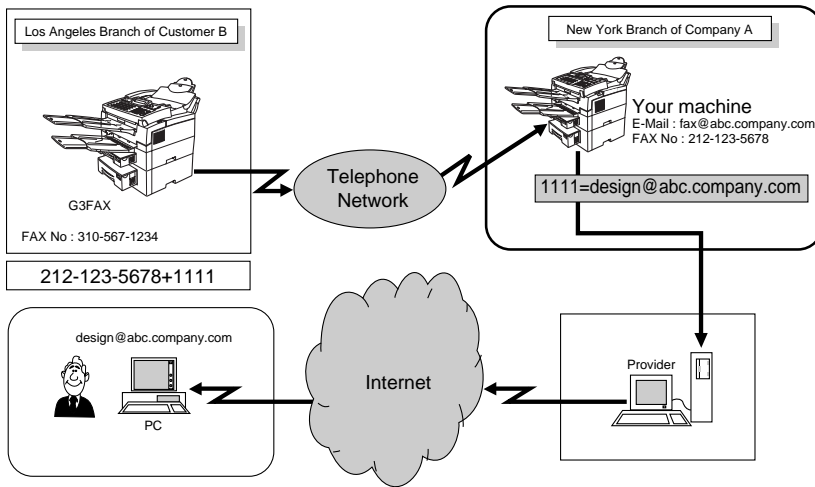 Los Angeles Branch of Customer B
G3FAX
FAX No : 310-567-1234
212-123-5678+1111
Telephone
Network
New York Branch of Company A
Your machine
E-Mail : fax@abc.company.com
FAX No : 212-123-5678
1111=design@abc.company.com
design@abc.company.com
PC
Internet
Provider